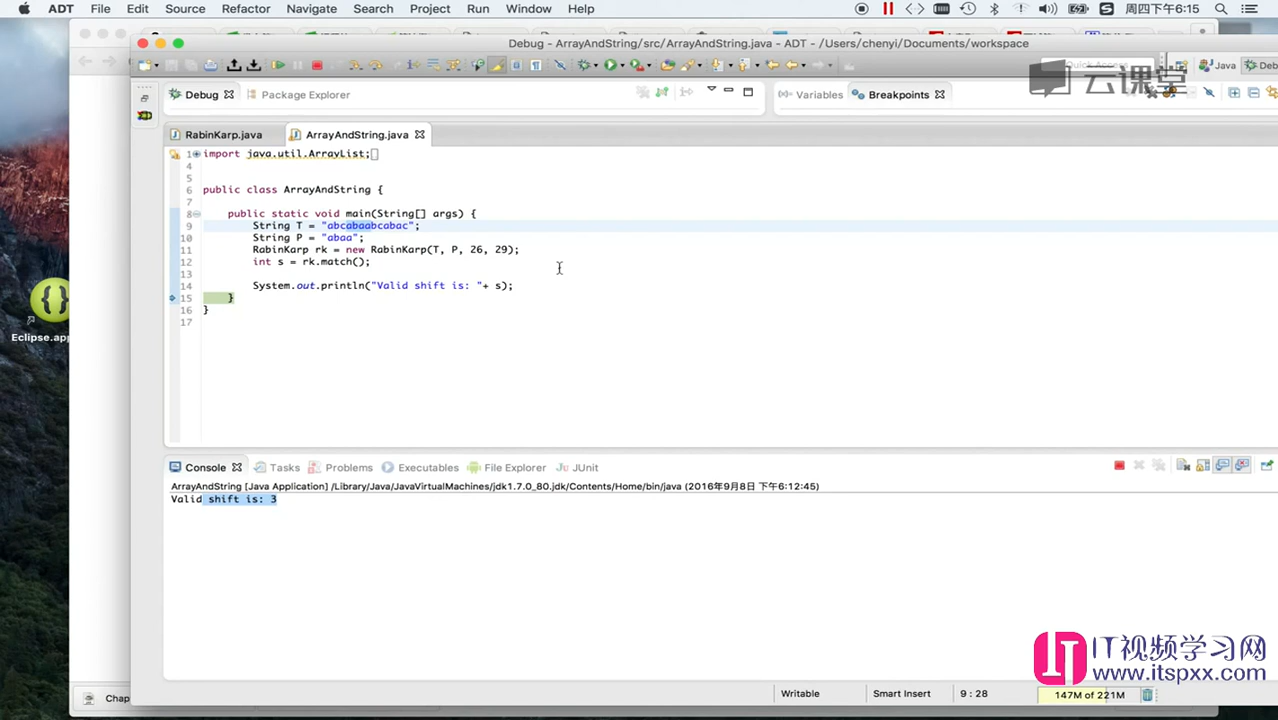 ADT File Edit Source Refactor Navigate Search Project Run Window Help 周四下午6:15
Debug - ArrayAndString/src/ArrayAndString.java - ADT - /Users/chenyi/Documents/workspace
Quick Access Java Deb
云课堂
Debug Package Explorer Variables Breakpoints
RabinKarp.java ArrayAndString.java
1 import java.util.ArrayList;
4
5
6 public class ArrayAndString {
7
8 public static void main(String[] args) {
9 String T = "abcabaabcabac";
10 String P = "abaa";
11 RabinKarp rk = new RabinKarp(T, P, 26, 29);
12 int s = rk.match();
13
14 System.out.println("Valid shift is: "+ s);
15 }
16 }
17
Eclipse.app
Console Tasks Problems Executables File Explorer JUnit
ArrayAndString [Java Application] /Library/Java/JavaVirtualMachines/jdk1.7.0_80.jdk/Contents/Home/bin/java (2016年9月8日 下午6:12:45)
Valid shift is: 3
IT视频学习网
www.itspxx.com
Chap
Writable Smart Insert 9 : 28 147M of 221M